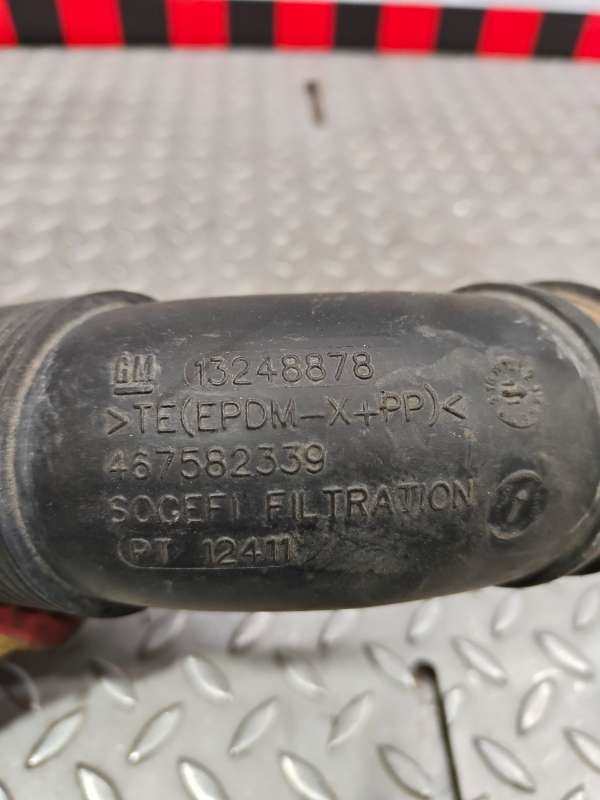 GM 13248878
>TE(EPDM-X+PP)<
467582339
SOGEFI FILTRATION
PT 12411